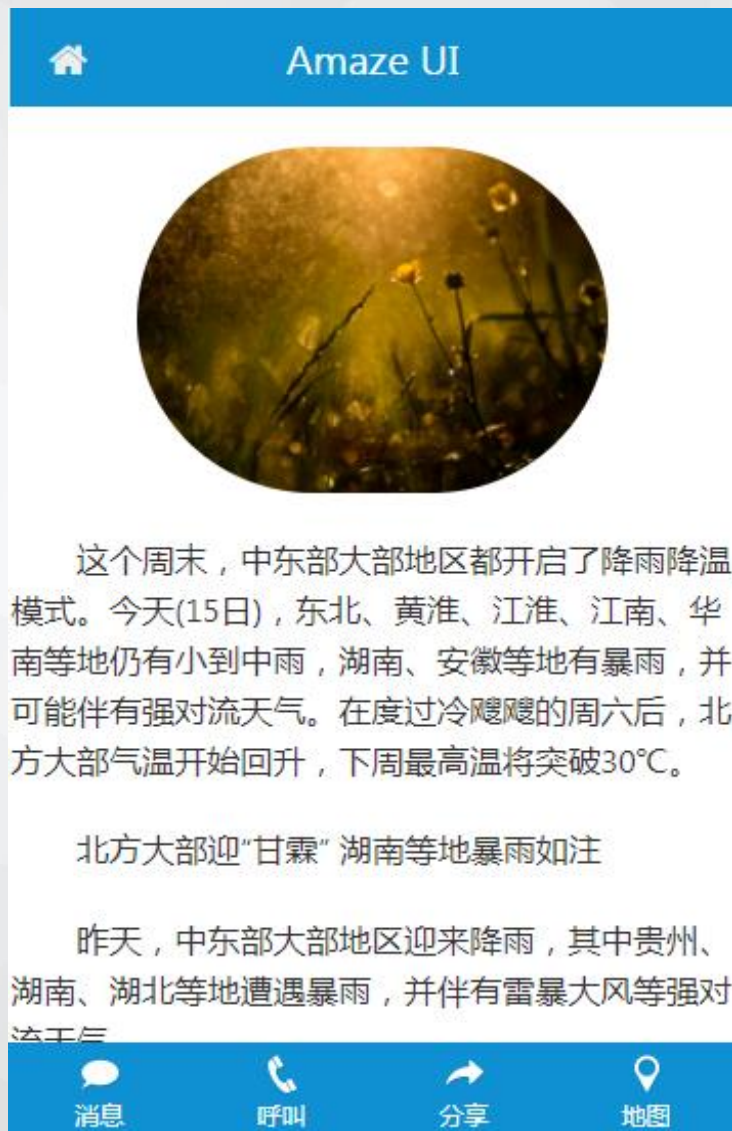 Amaze UI
这个周末，中东部大部地区都开启了降雨降温
模式。今天(15日)，东北、黄淮、江淮、江南、华
南等地仍有小到中雨，湖南、安徽等地有暴雨，并
可能伴有强对流天气。在度过冷飕飕的周六后，北
方大部气温开始回升，下周最高温将突破30℃。
北方大部迎“甘霖” 湖南等地暴雨如注
昨天，中东部大部地区迎来降雨，其中贵州、
湖南、湖北等地遭遇暴雨，并伴有雷暴大风等强对
流天气
消息 呼叫 分享 地图